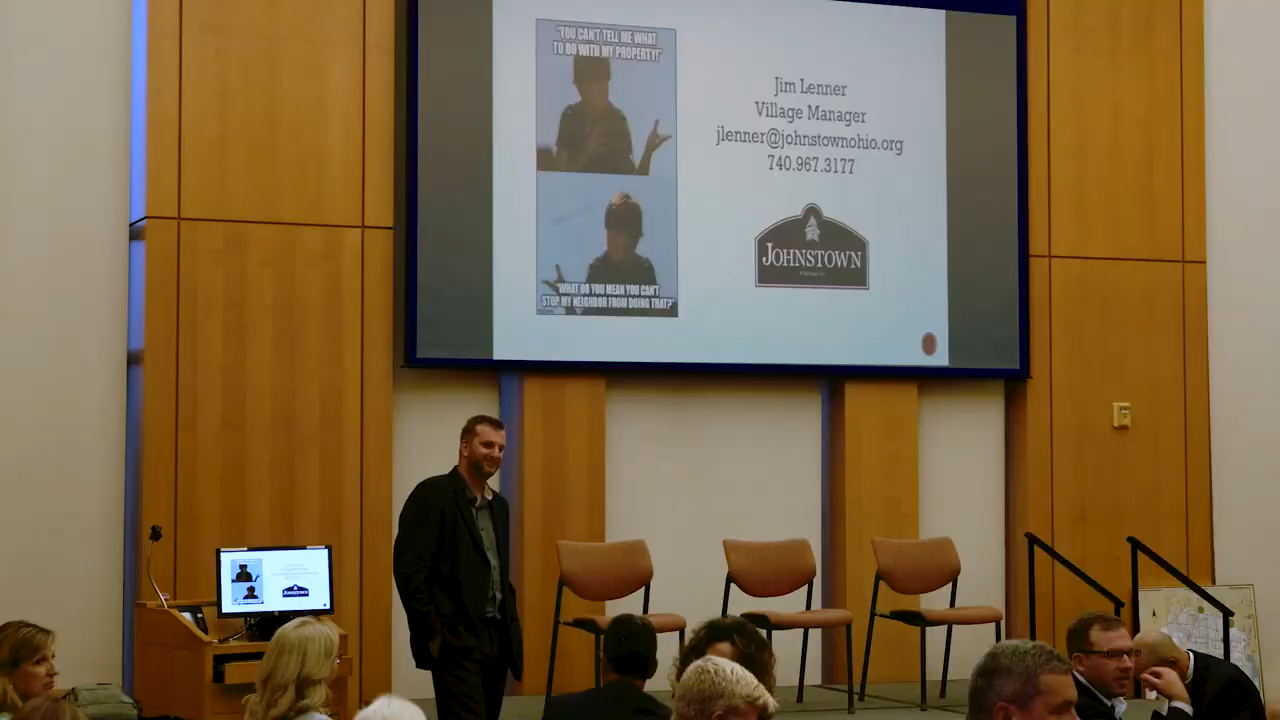 "YOU CAN'T TELL ME WHAT
TO DO WITH MY PROPERTY!"
"WHAT DO YOU MEAN YOU CAN'T
STOP MY NEIGHBOR FROM DOING THAT?"
Jim Lenner
Village Manager
jlenner@johnstownohio.org
740.967.3177
JOHNSTOWN